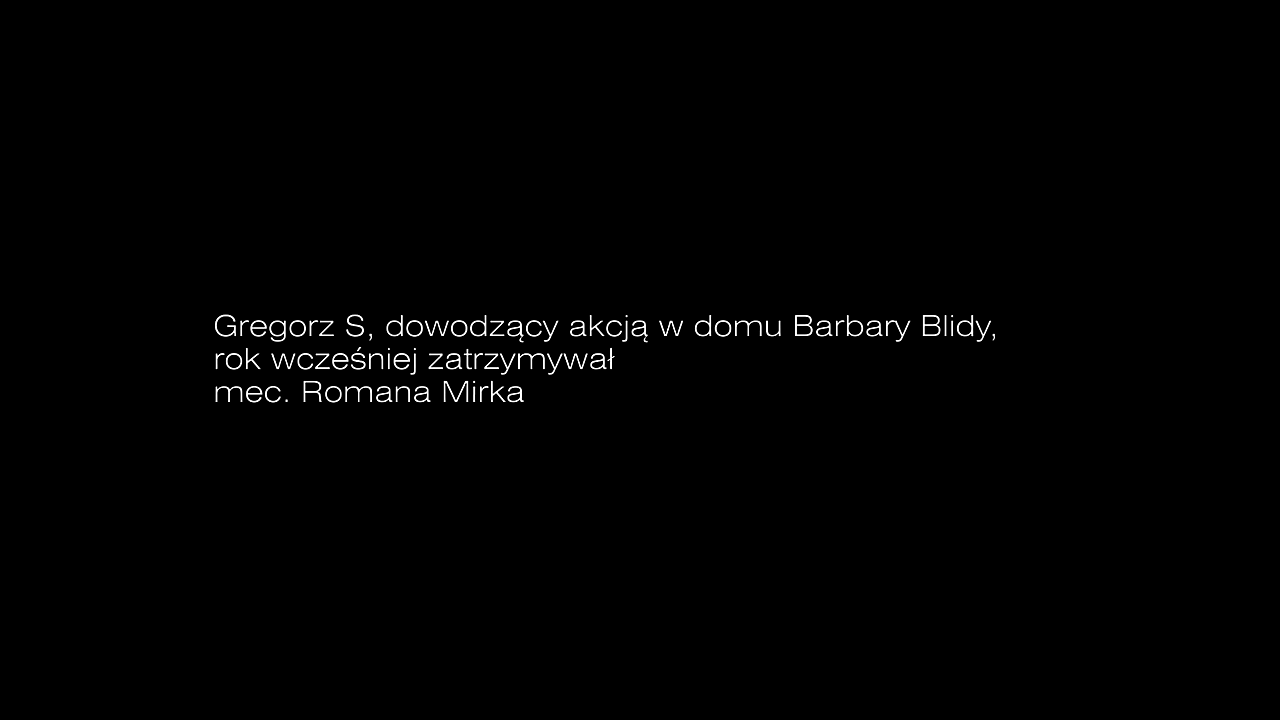 Gregorz S, dowodzący akcją w domu Barbary Blidy,
rok wcześniej zatrzymywał
mec. Romana Mirka